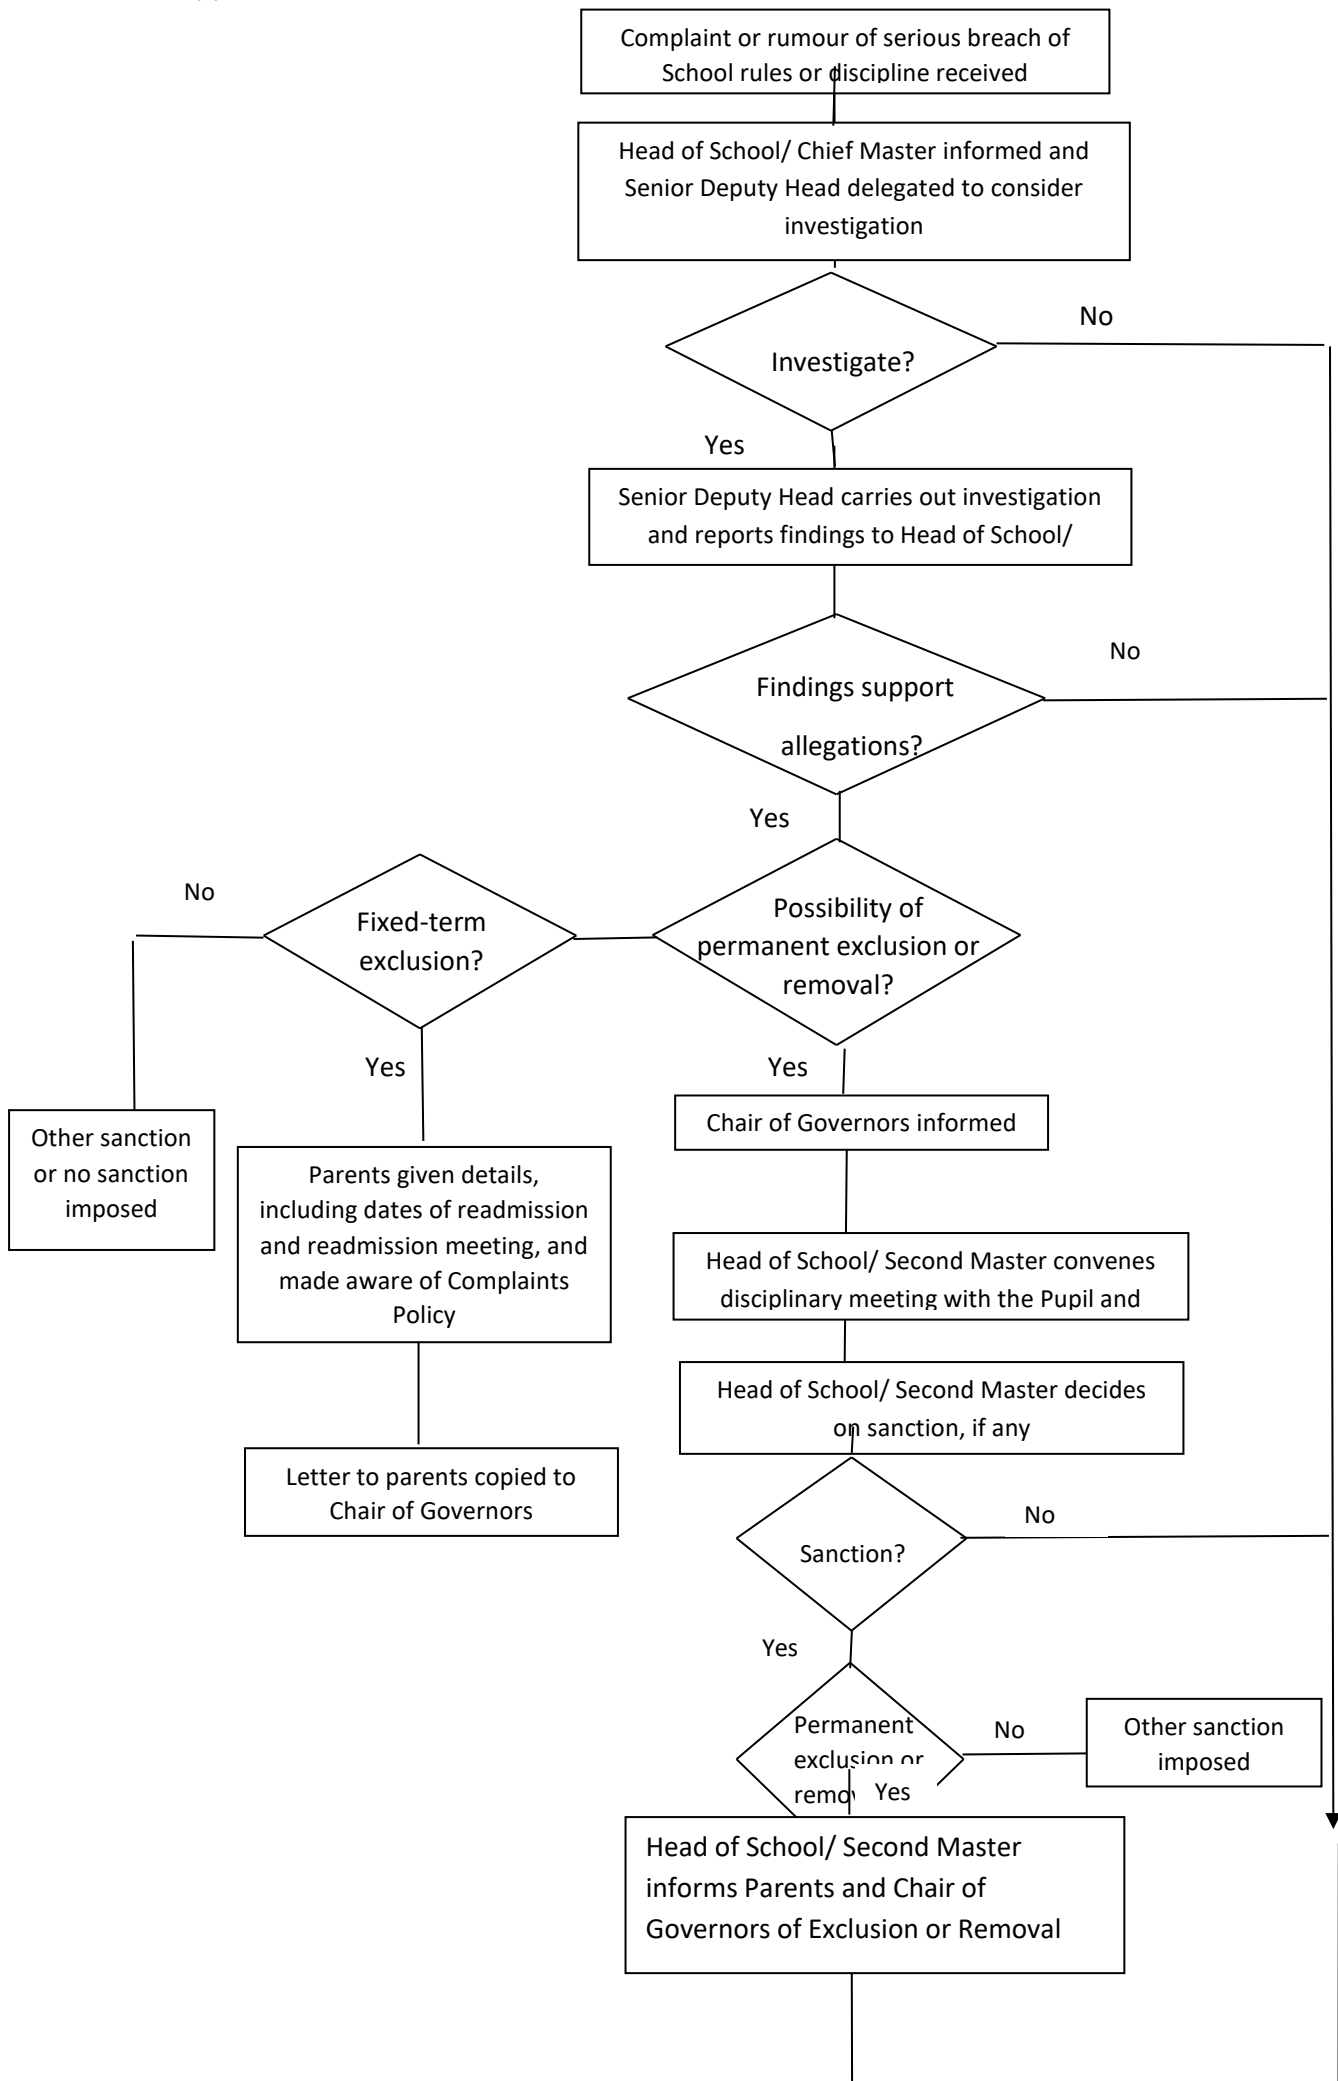 Complaint or rumour of serious breach of
School rules or discipline received
Head of School/ Chief Master informed and
Senior Deputy Head delegated to consider
investigation
No
Investigate?
Yes
Senior Deputy Head carries out investigation
and reports findings to Head of School/
No
Findings support
allegations?
Yes
No
Fixed-term
exclusion?
Possibility of
permanent exclusion or
removal?
Yes
Yes
Other sanction
or no sanction
imposed
Parents given details,
including dates of readmission
and readmission meeting, and
made aware of Complaints
Policy
Letter to parents copied to
Chair of Governors
Chair of Governors informed
Head of School/ Second Master convenes
disciplinary meeting with the Pupil and
Head of School/ Second Master decides
on sanction, if any
No
Sanction?
Yes
Permanent
exclusion or
No
Other sanction
imposed
Yes
Head of School/ Second Master
informs Parents and Chair of
Governors of Exclusion or Removal